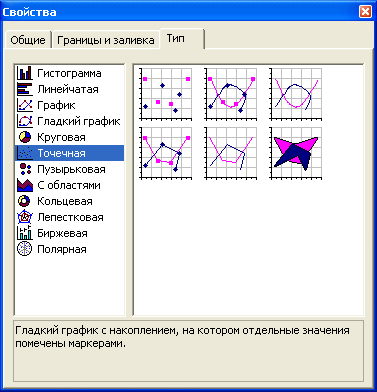 Свойства
Общие
Границы и заливка
Тип
Гистограмма
Линейчатая
График
Гладкий график
Круговая
Точечная
Пузырьковая
С областями
Кольцевая
Лепестковая
Биржевая
Полярная
Гладкий график с накоплением, на котором отдельные значения
помечены маркерами.